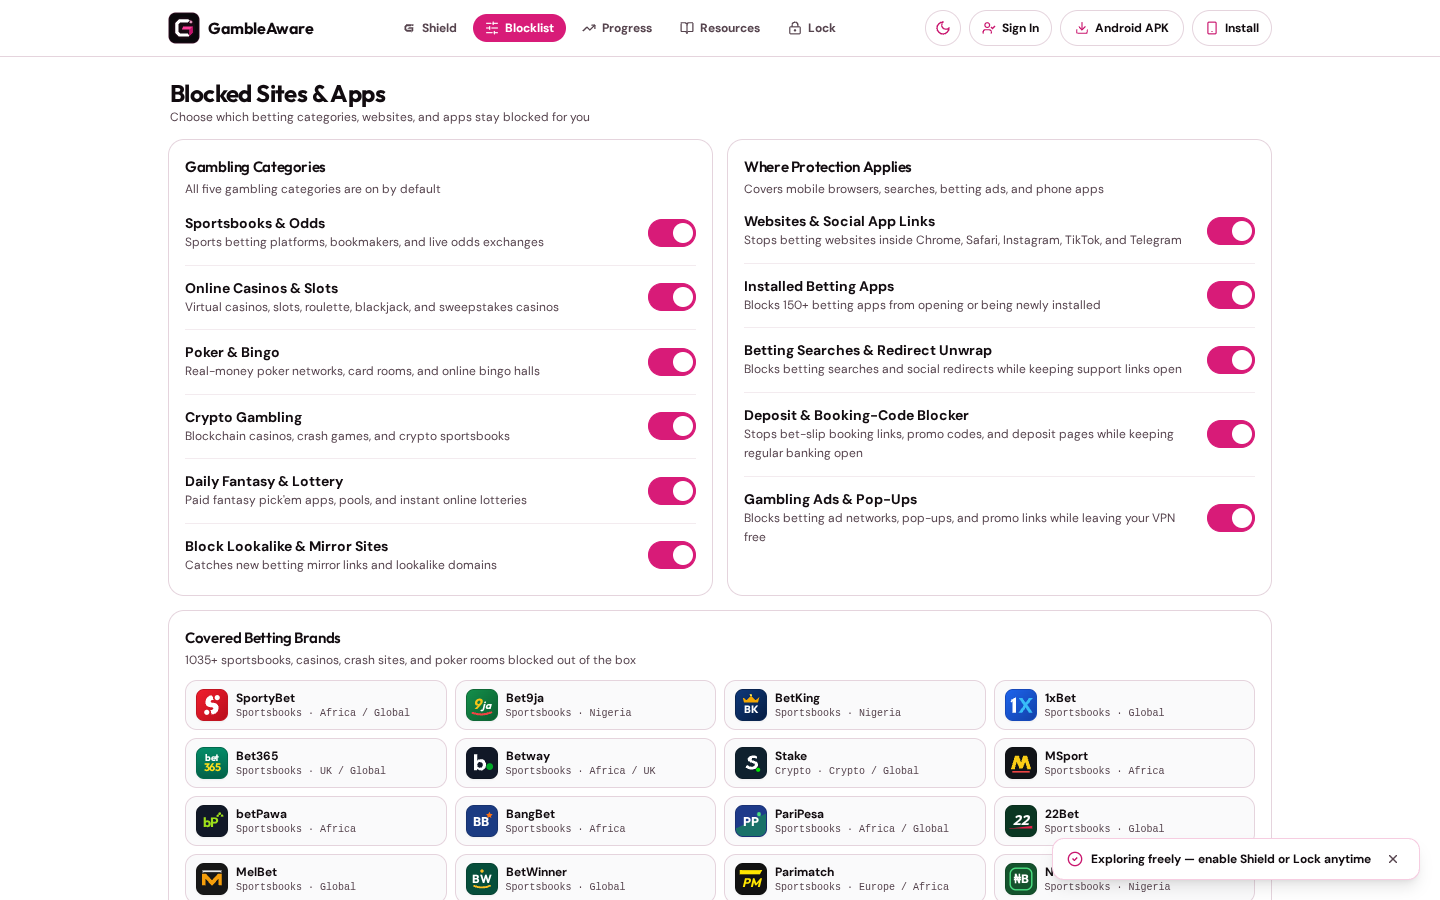 GambleAware
Shield
Blocklist
Progress
Resources
Lock
Sign In
Android APK
Install
Blocked Sites & Apps
Choose which betting categories, websites, and apps stay blocked for you
Gambling Categories
All five gambling categories are on by default
Sportsbooks & Odds
Sports betting platforms, bookmakers, and live odds exchanges
Online Casinos & Slots
Virtual casinos, slots, roulette, blackjack, and sweepstakes casinos
Poker & Bingo
Real-money poker networks, card rooms, and online bingo halls
Crypto Gambling
Blockchain casinos, crash games, and crypto sportsbooks
Daily Fantasy & Lottery
Paid fantasy pick'em apps, pools, and instant online lotteries
Block Lookalike & Mirror Sites
Catches new betting mirror links and lookalike domains
Where Protection Applies
Covers mobile browsers, searches, betting ads, and phone apps
Websites & Social App Links
Stops betting websites inside Chrome, Safari, Instagram, TikTok, and Telegram
Installed Betting Apps
Blocks 150+ betting apps from opening or being newly installed
Betting Searches & Redirect Unwrap
Blocks betting searches and social redirects while keeping support links open
Deposit & Booking-Code Blocker
Stops bet-slip booking links, promo codes, and deposit pages while keeping
regular banking open
Gambling Ads & Pop-Ups
Blocks betting ad networks, pop-ups, and promo links while leaving your VPN
free
Covered Betting Brands
1035+ sportsbooks, casinos, crash sites, and poker rooms blocked out of the box
S
SportyBet
Sportsbooks · Africa / Global
9ja
Bet9ja
Sportsbooks · Nigeria
BK
BetKing
Sportsbooks · Nigeria
1X
1xBet
Sportsbooks · Global
bet
365
Bet365
Sportsbooks · UK / Global
b.
Betway
Sportsbooks · Africa / UK
S
Stake
Crypto · Crypto / Global
M
MSport
Sportsbooks · Africa
bP
betPawa
Sportsbooks · Africa
BB
BangBet
Sportsbooks · Africa
PP
PariPesa
Sportsbooks · Africa / Global
22
22Bet
Sportsbooks · Global
M
MelBet
Sportsbooks · Global
BW
BetWinner
Sportsbooks · Global
PM
Parimatch
Sportsbooks · Europe / Africa
₦B
Sportsbooks · Nigeria
Exploring freely — enable Shield or Lock anytime